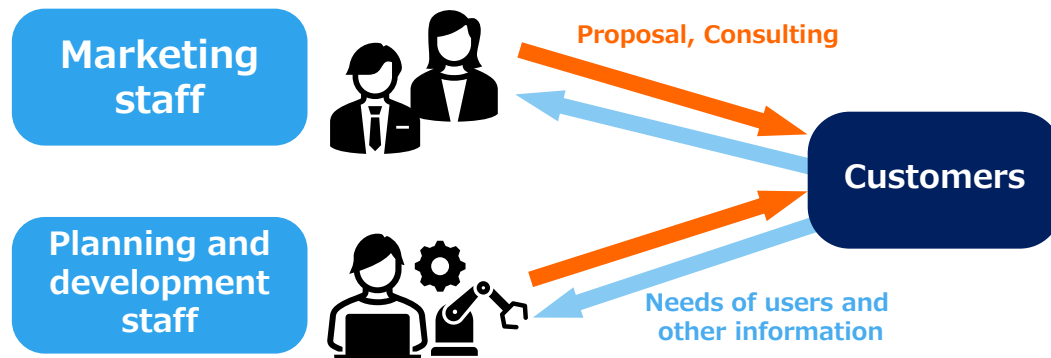 Marketing
staff
Proposal, Consulting
Customers
Planning and
development
staff
Needs of users and
other information